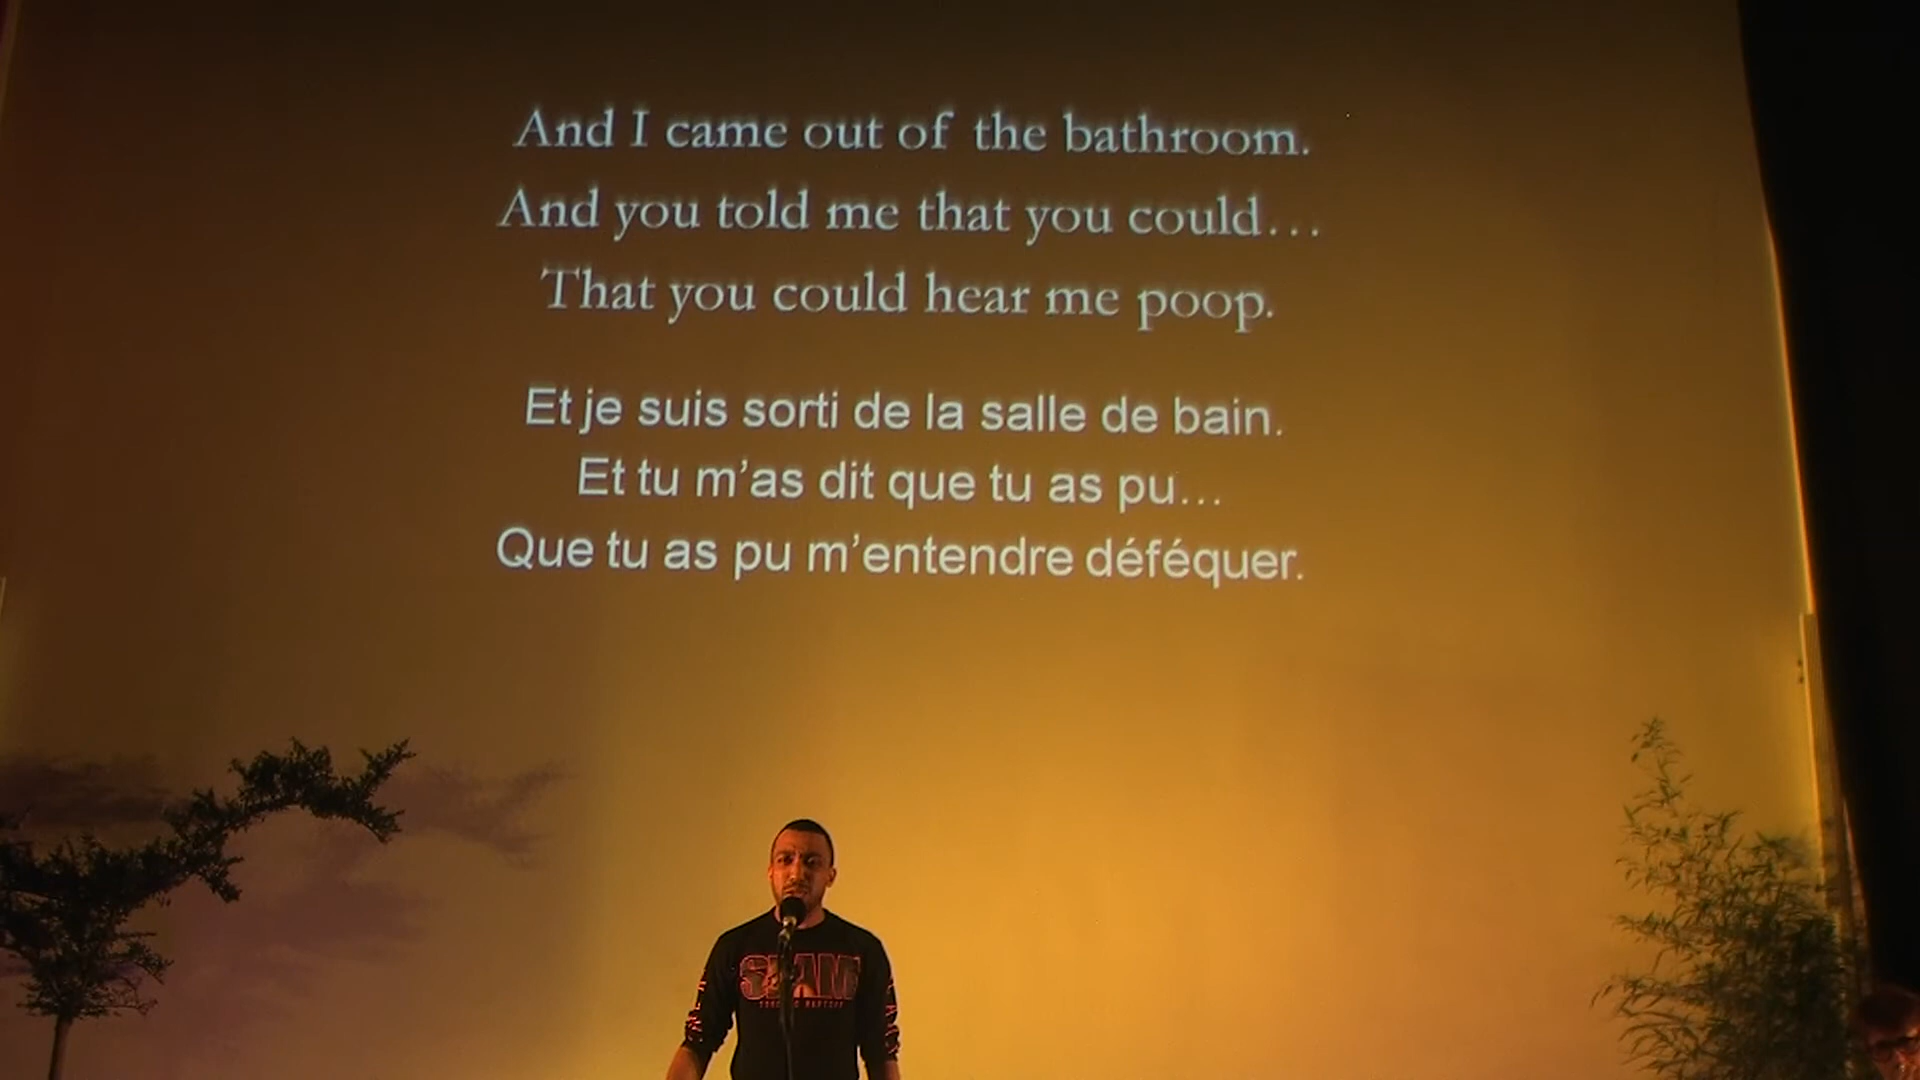 And I came out of the bathroom.
And you told me that you could…
That you could hear me poop.
Et je suis sorti de la salle de bain.
Et tu m’as dit que tu as pu…
Que tu as pu m’entendre déféquer.
SLAM